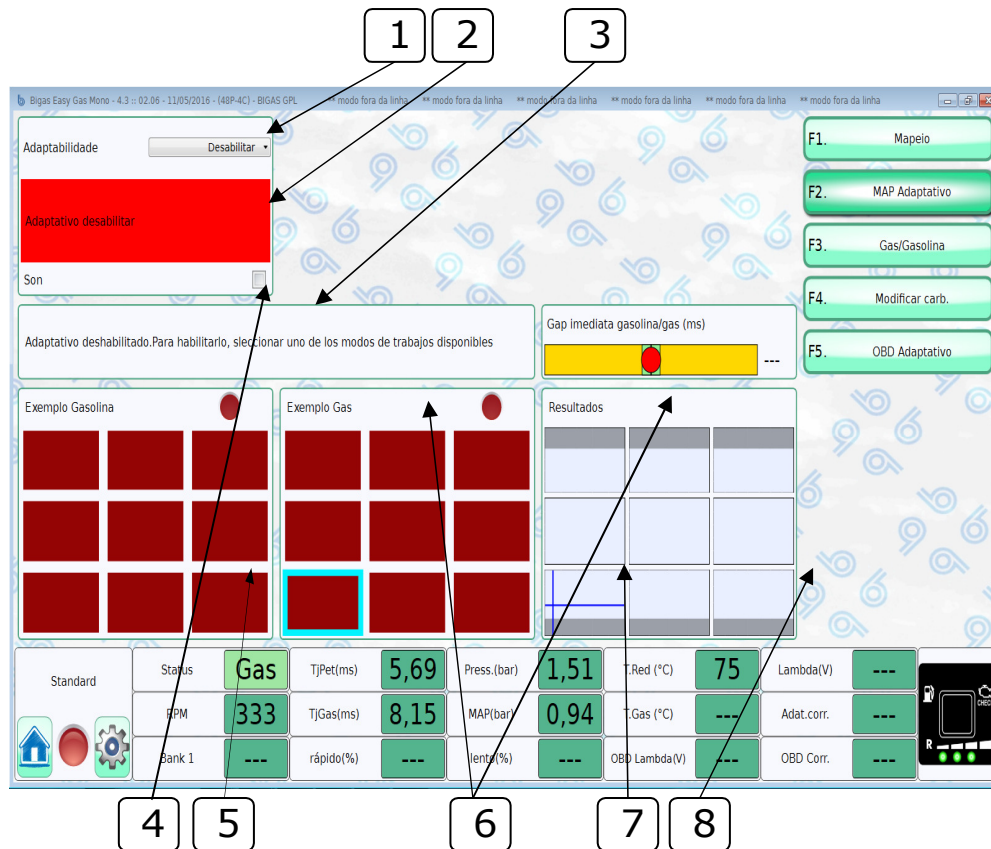 1 2 3
Bigas Easy Gas Mono - 4.3 :: 02.06 - 11/05/2016 - (48P-4C) - BIGAS GPL ** modo fora da linha ** modo fora da linha ** modo fora da linha ** modo fora da linha ** modo fora da linha ** modo fora da linha
Adaptabilidade Desabilitar
Adaptativo desabilitar
Son
F1. Mapeio
F2. MAP Adaptativo
F3. Gas/Gasolina
F4. Modificar carb.
F5. OBD Adaptativo
Adaptativo deshabilitado.Para habilitarlo, sleccionar uno de los modos de trabajos disponibles
Gap imediata gasolina/gas (ms)
---
Exemplo Gasolina
Exemplo Gas
Resultados
Standard
Status Gas TjPet(ms) 5,69 Press.(bar) 1,51 T.Red (°C) 75 Lambda(V) ---
RPM 333 TJGas(ms) 8,15 MAP(bar) 0,94 T.Gas (°C) --- Adat.corr. ---
Bank 1 --- rápido(%) --- lento(%) --- OBD Lambda(V) --- OBD Corr. ---
CHECK
R
4 5 6 7 8